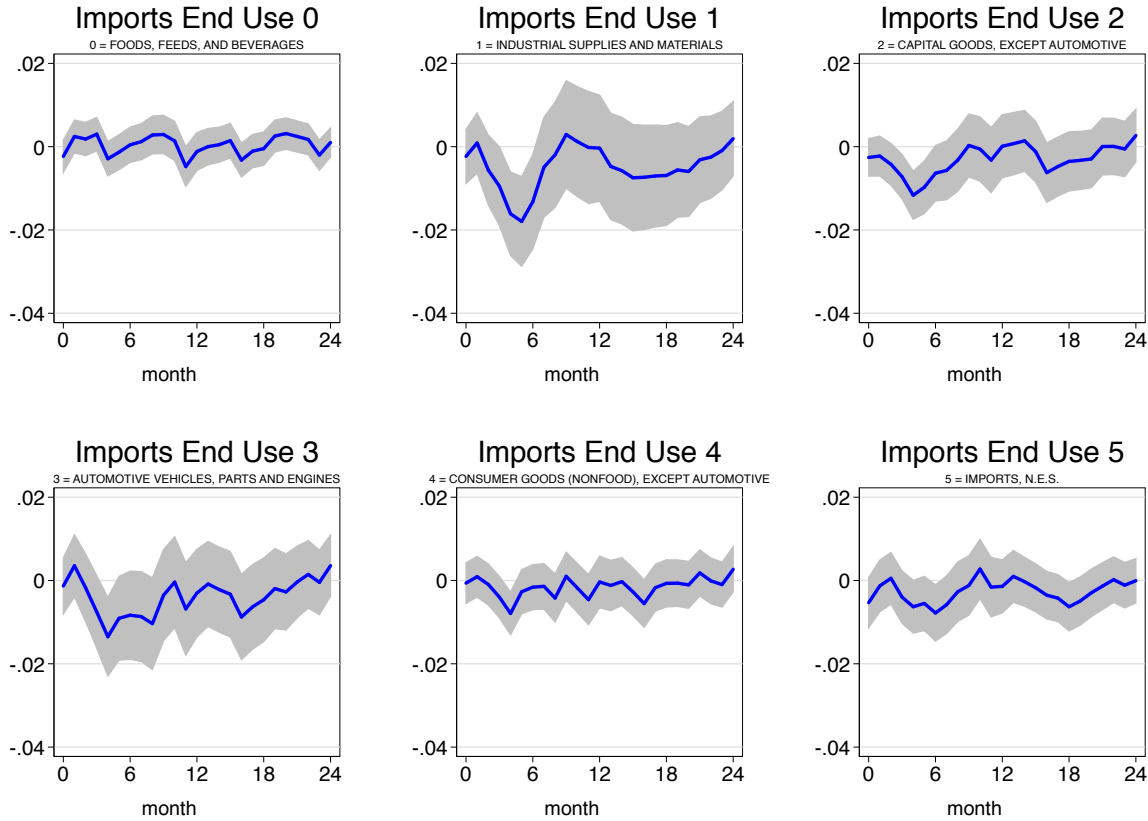 Imports End Use 0
0 = FOODS, FEEDS, AND BEVERAGES
.02
0
-.02
-.04
0 6 12 18 24
month
Imports End Use 1
1 = INDUSTRIAL SUPPLIES AND MATERIALS
.02
0
-.02
-.04
0 6 12 18 24
month
Imports End Use 2
2 = CAPITAL GOODS, EXCEPT AUTOMOTIVE
.02
0
-.02
-.04
0 6 12 18 24
month
Imports End Use 3
3 = AUTOMOTIVE VEHICLES, PARTS AND ENGINES
.02
0
-.02
-.04
0 6 12 18 24
month
Imports End Use 4
4 = CONSUMER GOODS (NONFOOD), EXCEPT AUTOMOTIVE
.02
0
-.02
-.04
0 6 12 18 24
month
Imports End Use 5
5 = IMPORTS, N.E.S.
.02
0
-.02
-.04
0 6 12 18 24
month